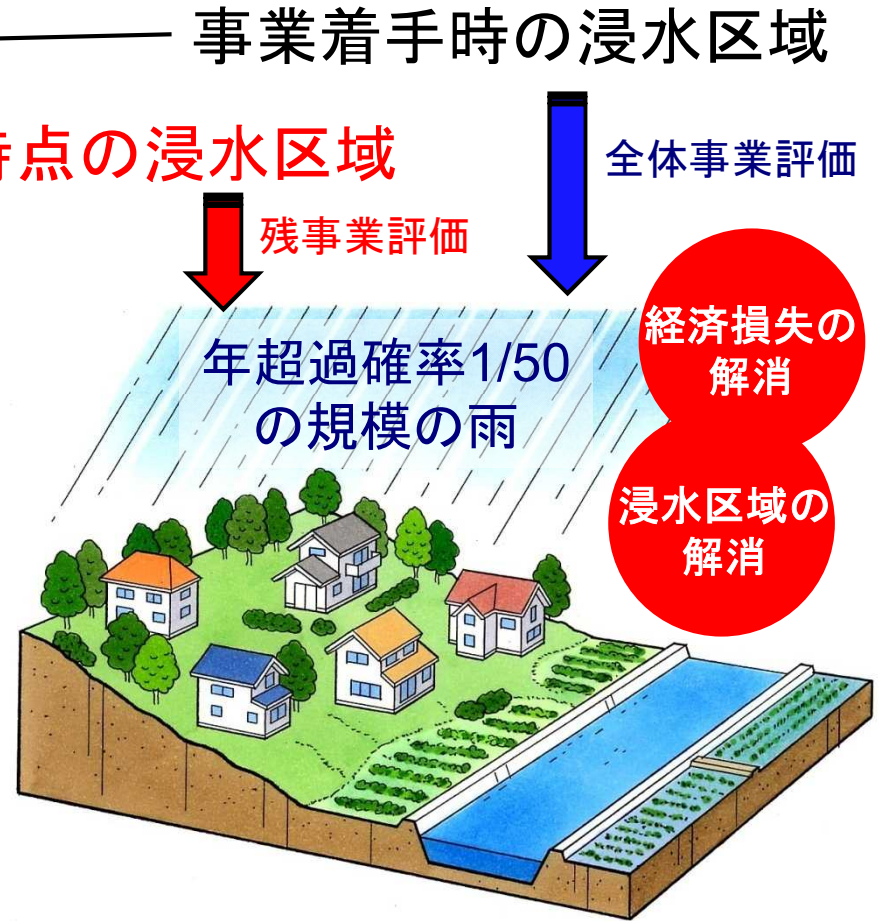 事業着手時の浸水区域
時点の浸水区域
全体事業評価
残事業評価
年超過確率1/50
の規模の雨
経済損失の
解消
浸水区域の
解消